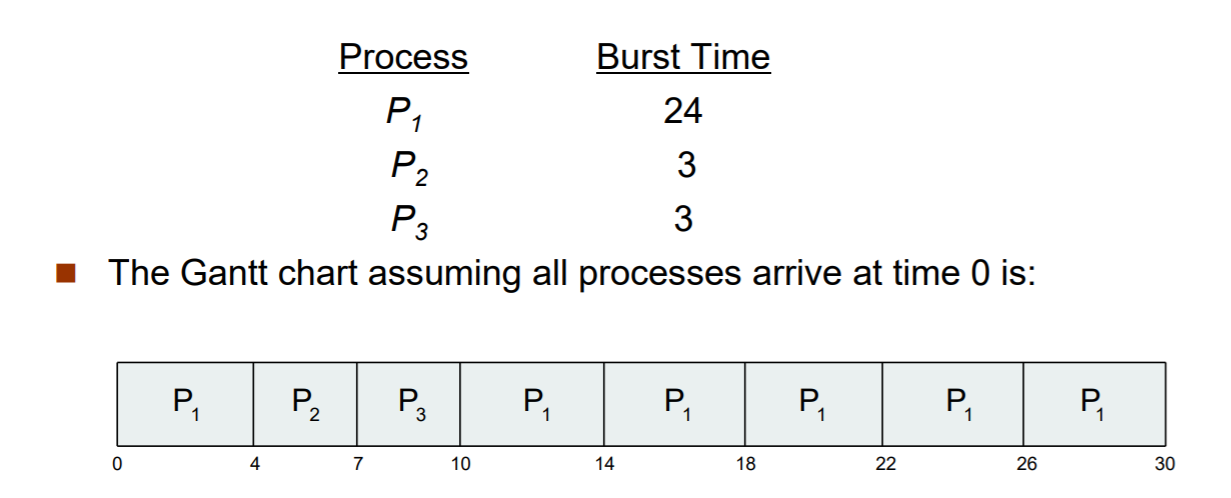 Process Burst Time
P1 24
P2 3
P3 3
The Gantt chart assuming all processes arrive at time 0 is:
P1 P2 P3 P1 P1 P1 P1 P1
0 4 7 10 14 18 22 26 30